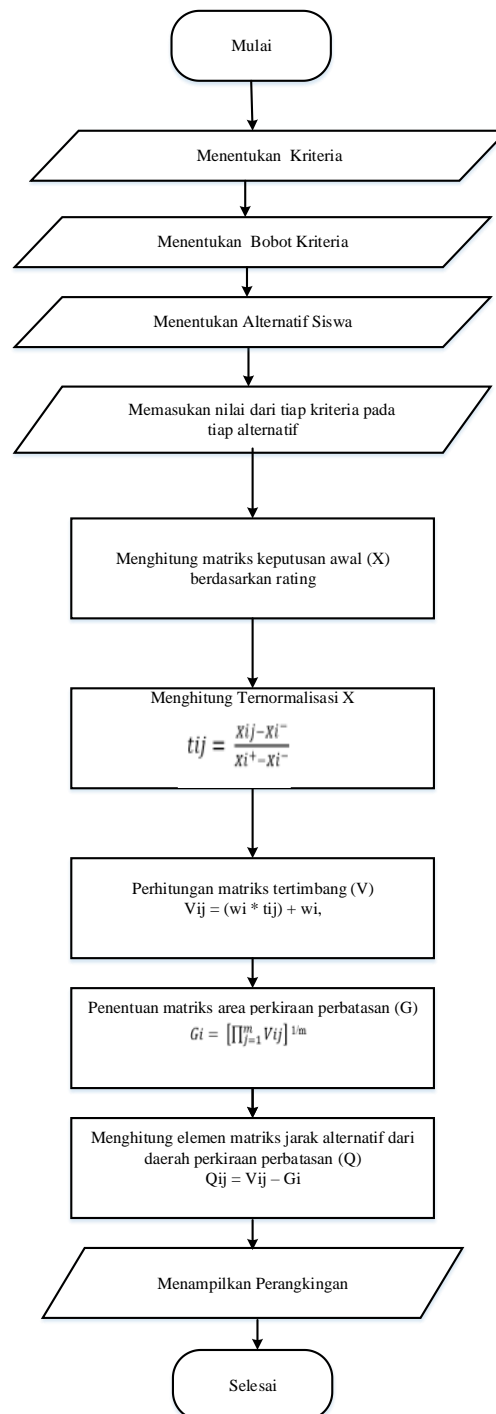 Mulai
Menentukan Kriteria
Menentukan Bobot Kriteria
Menentukan Alternatif Siswa
Memasukan nilai dari tiap kriteria pada
tiap alternatif
Menghitung matriks keputusan awal (X)
berdasarkan rating
Menghitung Ternormalisasi X
tij = (Xij−Xi⁻)/(Xi⁺−Xi⁻)
Perhitungan matriks tertimbang (V)
Vij = (wi * tij) + wi,
Penentuan matriks area perkiraan perbatasan (G)
Gi = [∏ᵐⱼ₌₁ Vij] ¹/ᵐ
Menghitung elemen matriks jarak alternatif dari
daerah perkiraan perbatasan (Q)
Qij = Vij – Gi
Menampilkan Perangkingan
Selesai